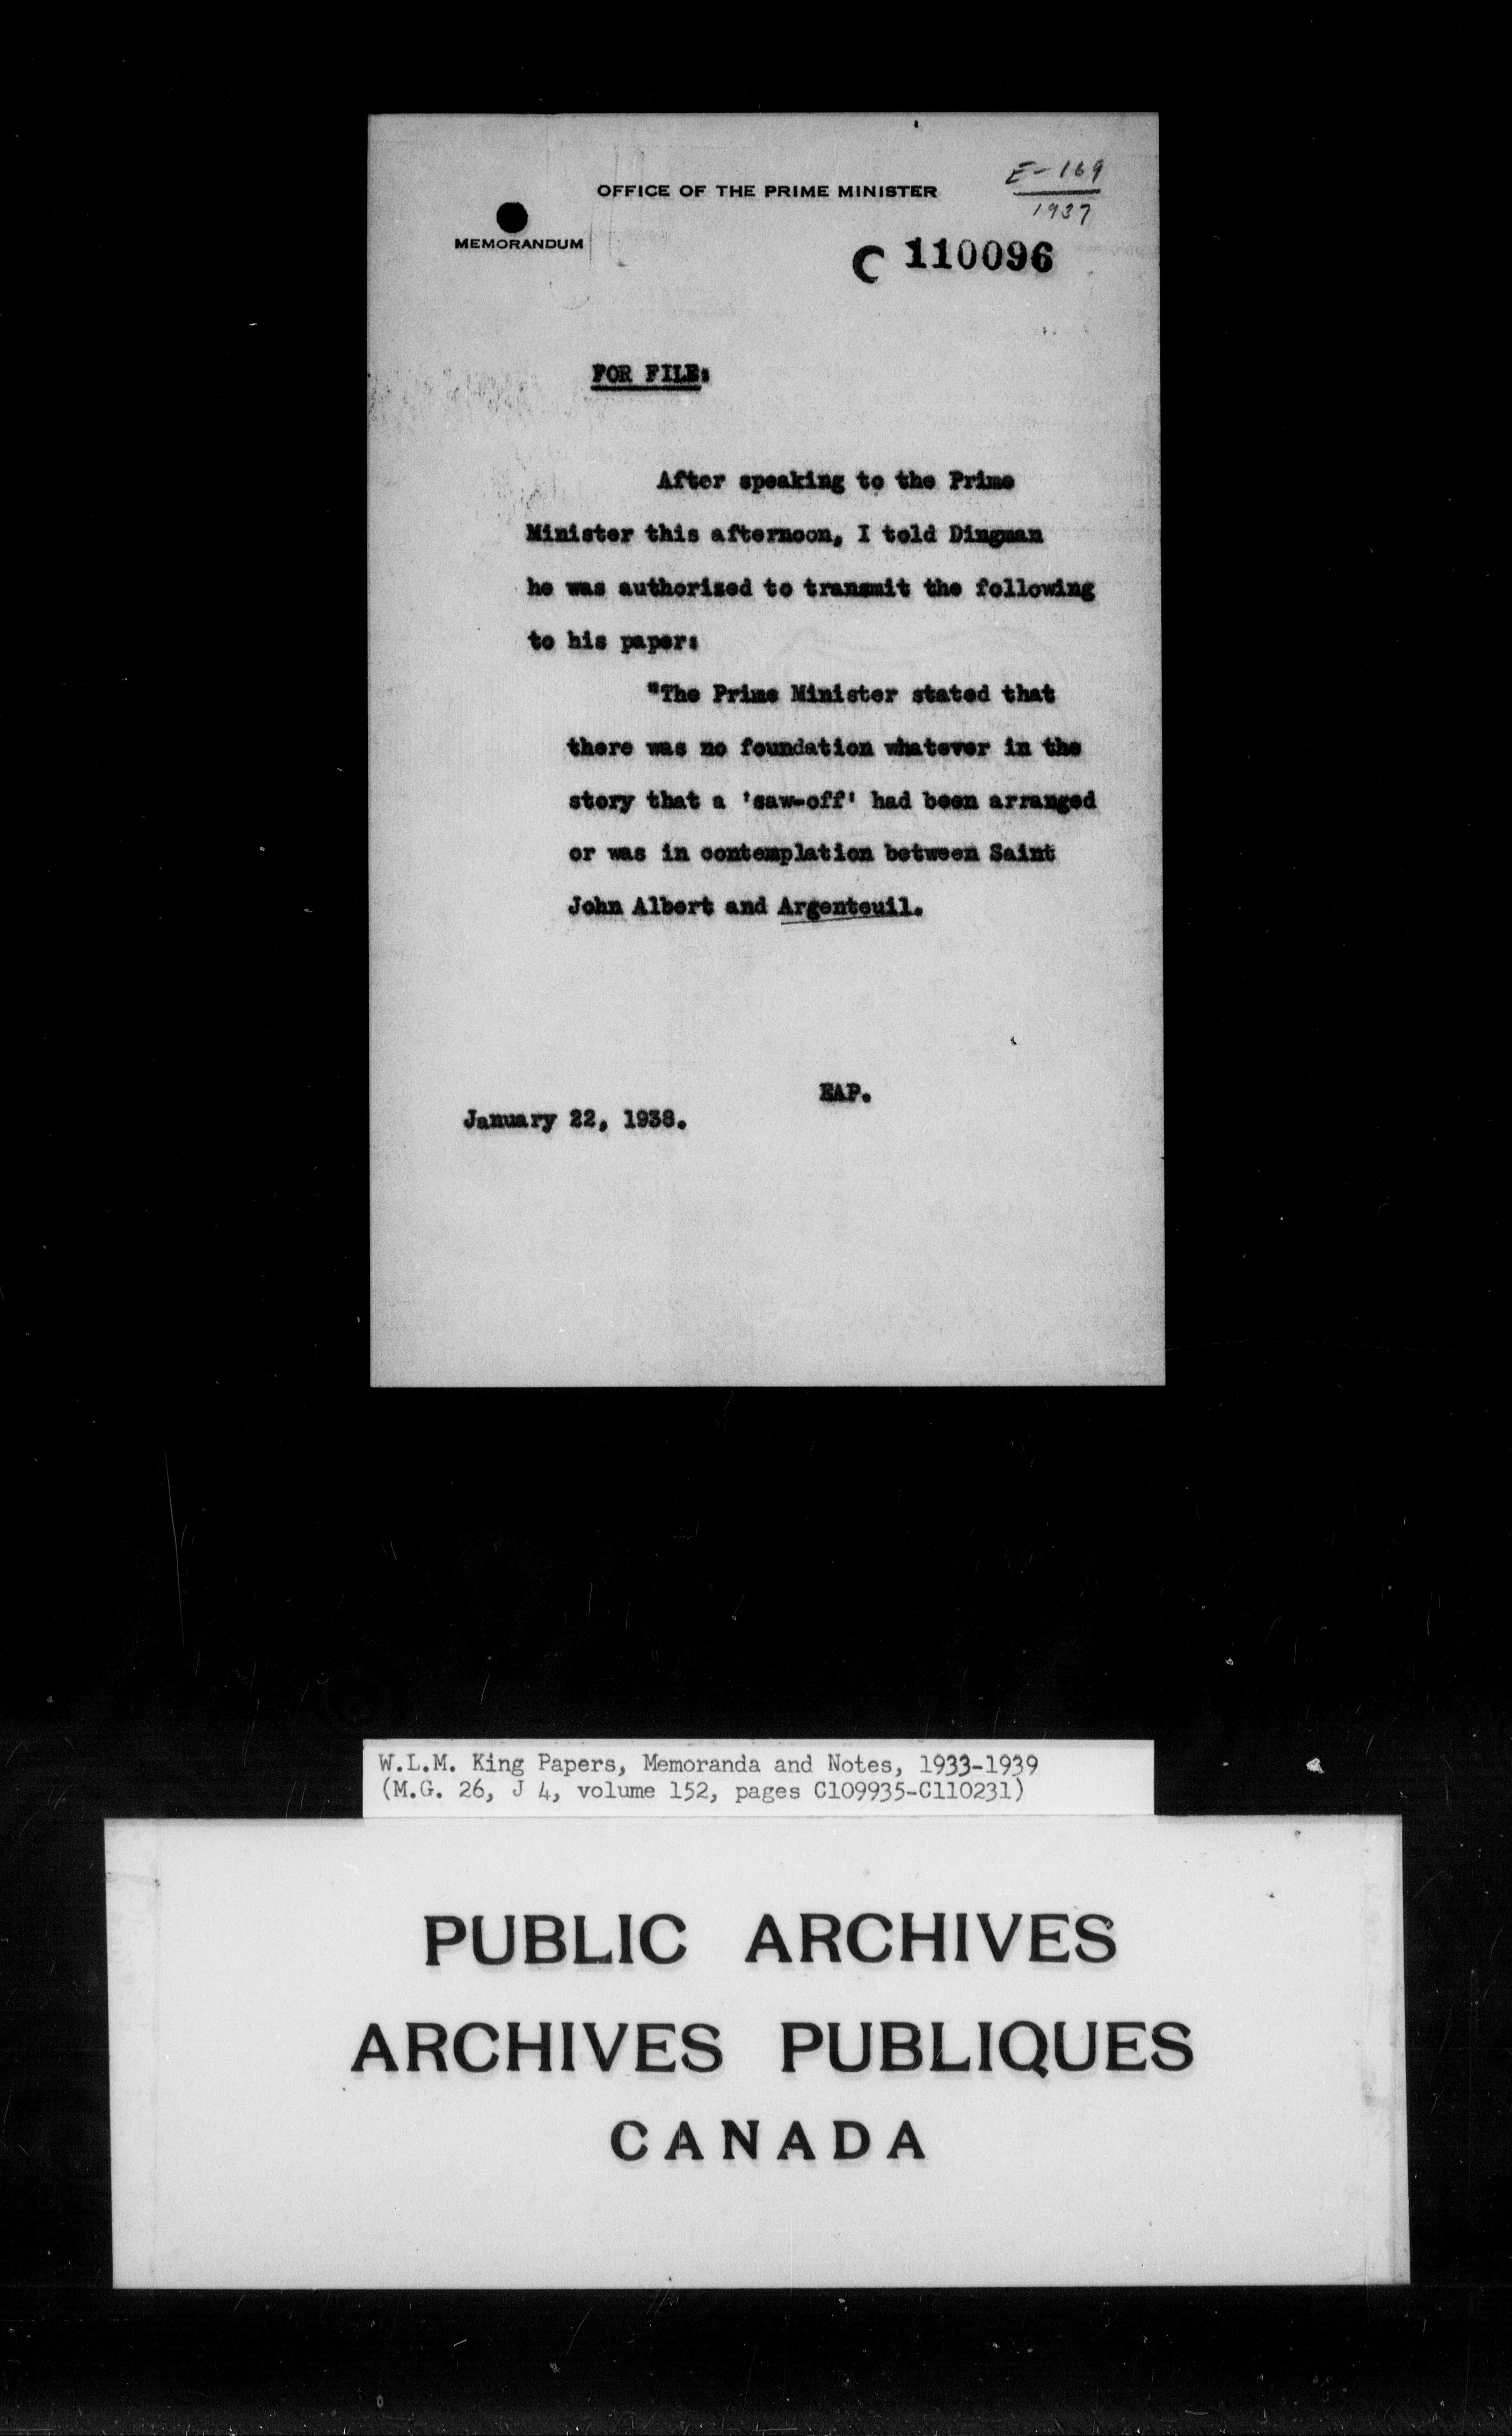 OFFICE OF THE PRIME MINISTER
E-169
1937
MEMORANDUM
C 110096
FOR FILE:
After speaking to the Prime
Minister this afternoon, I told Dingman
he was authorized to transmit the following
to his paper:
"The Prime Minister stated that
there was no foundation whatever in the
story that a 'saw-off' had been arranged
or was in contemplation between Saint
John Albert and Argenteuil.
EAP.
January 22, 1938.
W.L.M. King Papers, Memoranda and Notes, 1933-1939
(M.G. 26, J 4, volume 152, pages C109935-C110231)
PUBLIC ARCHIVES
ARCHIVES PUBLIQUES
CANADA